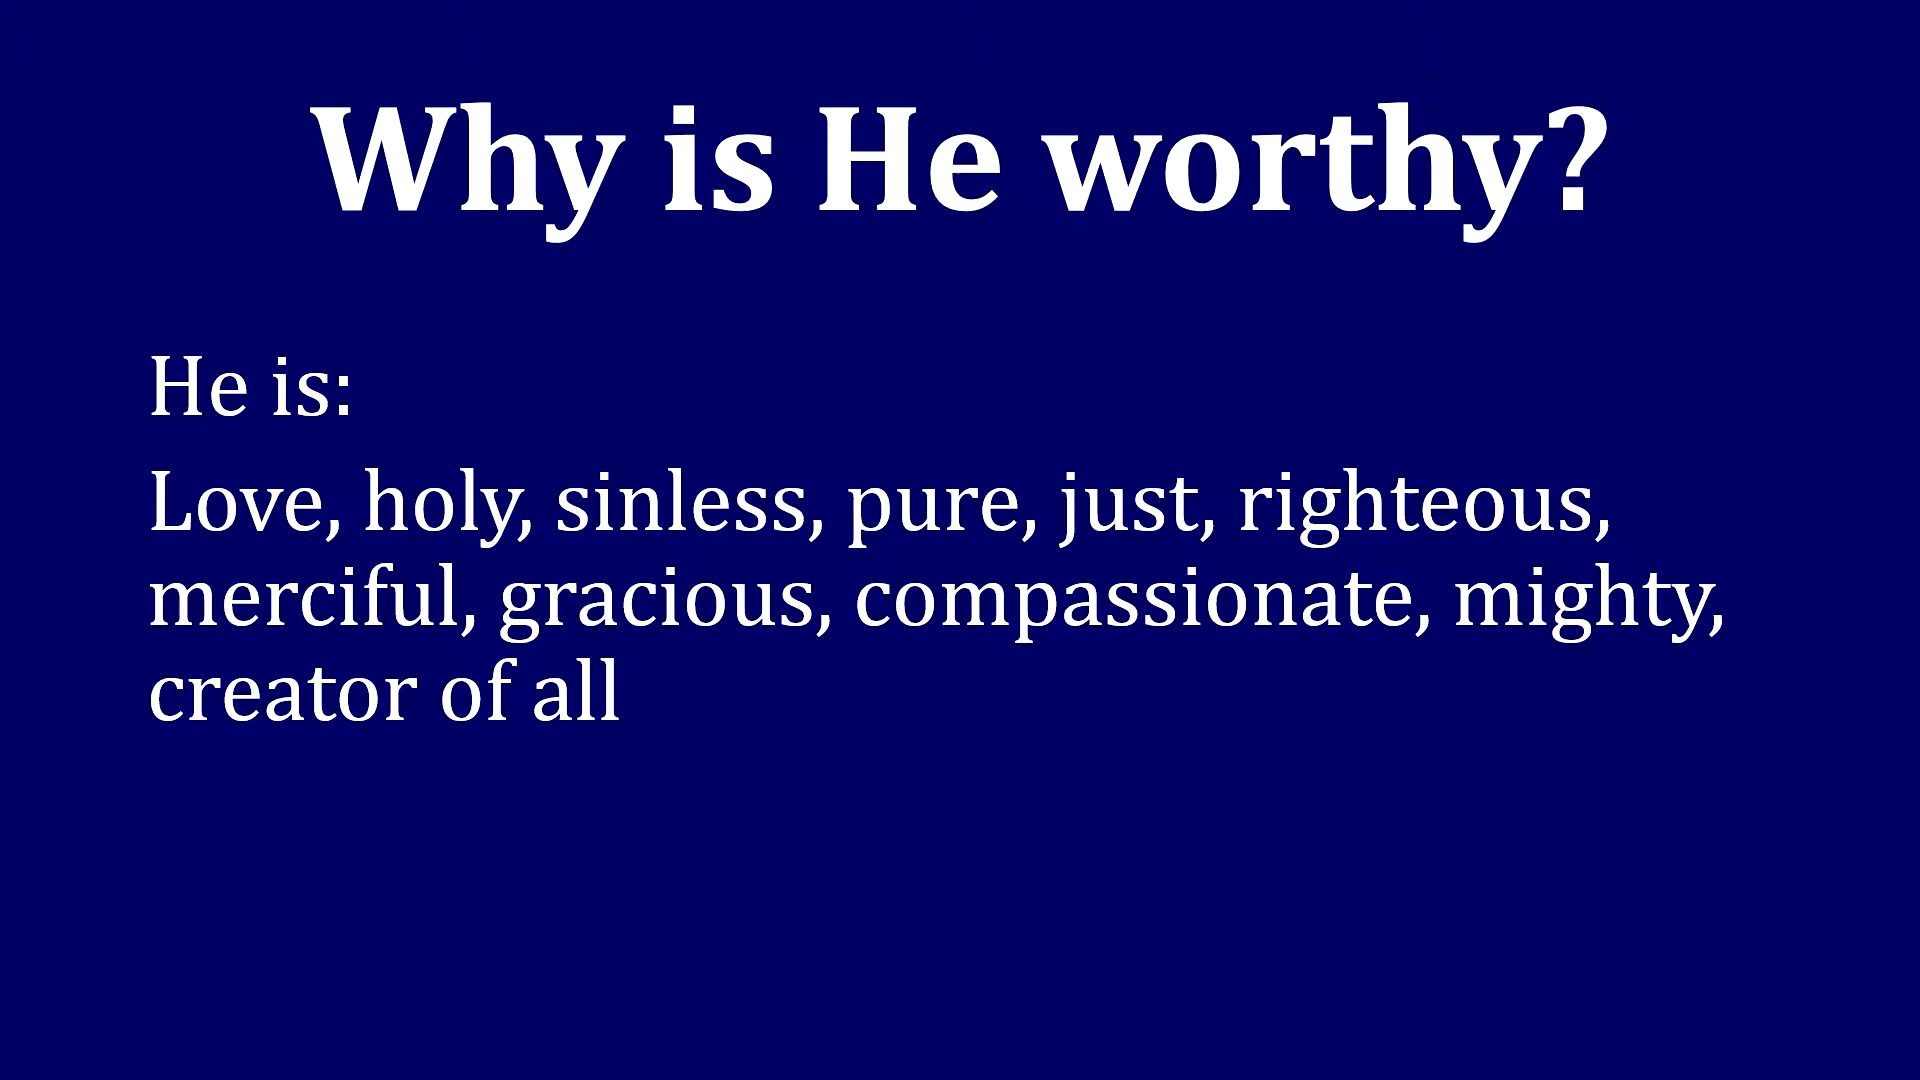 Why is He worthy?
He is:
Love, holy, sinless, pure, just, righteous,
merciful, gracious, compassionate, mighty,
creator of all